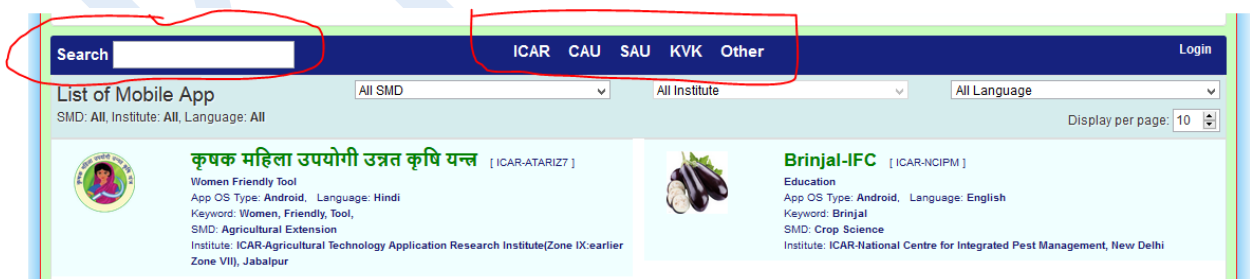 Search ICAR CAU SAU KVK Other Login
List of Mobile App All SMD All Institute All Language
SMD: All, Institute: All, Language: All Display per page: 10
कृषक महिला उपयोगी उन्नत कृषि यन्त्र [ ICAR-ATARIZ7 ]
Women Friendly Tool
App OS Type: Android, Language: Hindi
Keyword: Women, Friendly, Tool,
SMD: Agricultural Extension
Institute: ICAR-Agricultural Technology Application Research Institute(Zone IX:earlier
Zone VII), Jabalpur
Brinjal-IFC [ ICAR-NCIPM ]
Education
App OS Type: Android, Language: English
Keyword: Brinjal
SMD: Crop Science
Institute: ICAR-National Centre for Integrated Pest Management, New Delhi